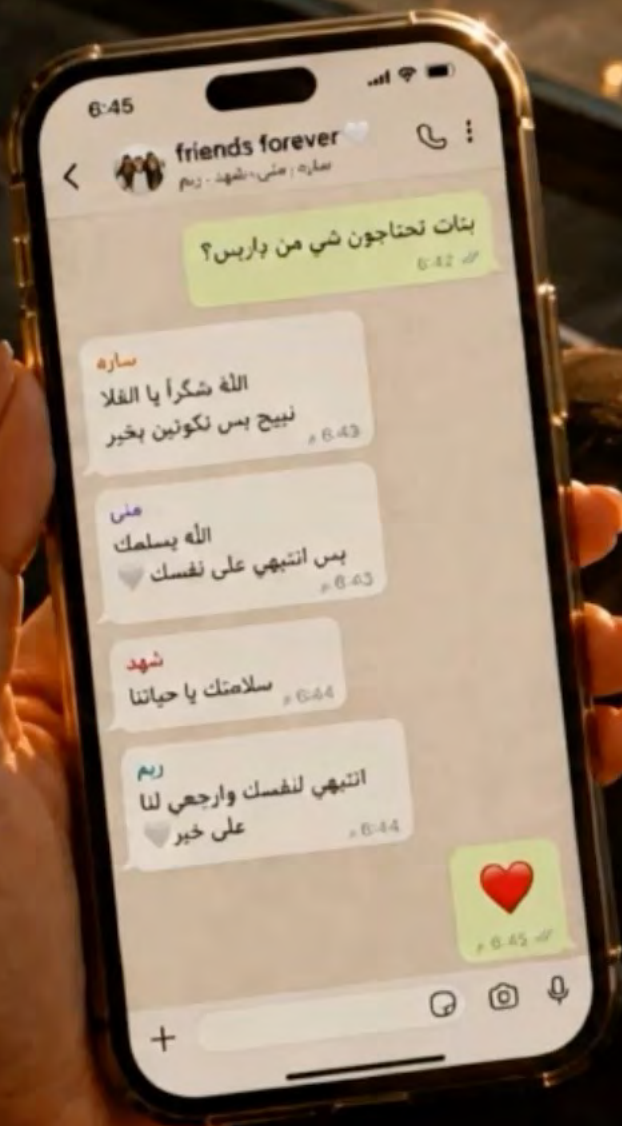 6:45
friends forever🤍
ساره ، منى ، شهد ، ريم
بنات تحتاجون شي من باريس؟
6:42
ساره
الله شكراً يا الغلا
نبيج بس تكونين بخير
6:43 م
منى
الله يسلمك
بس انتبهي على نفسك🤍
6:43 م
شهد
سلامتك يا حياتنا
6:44 م
ريم
انتبهي لنفسك وارجعي لنا
على خير🤍
6:44 م
❤️
6:45 م